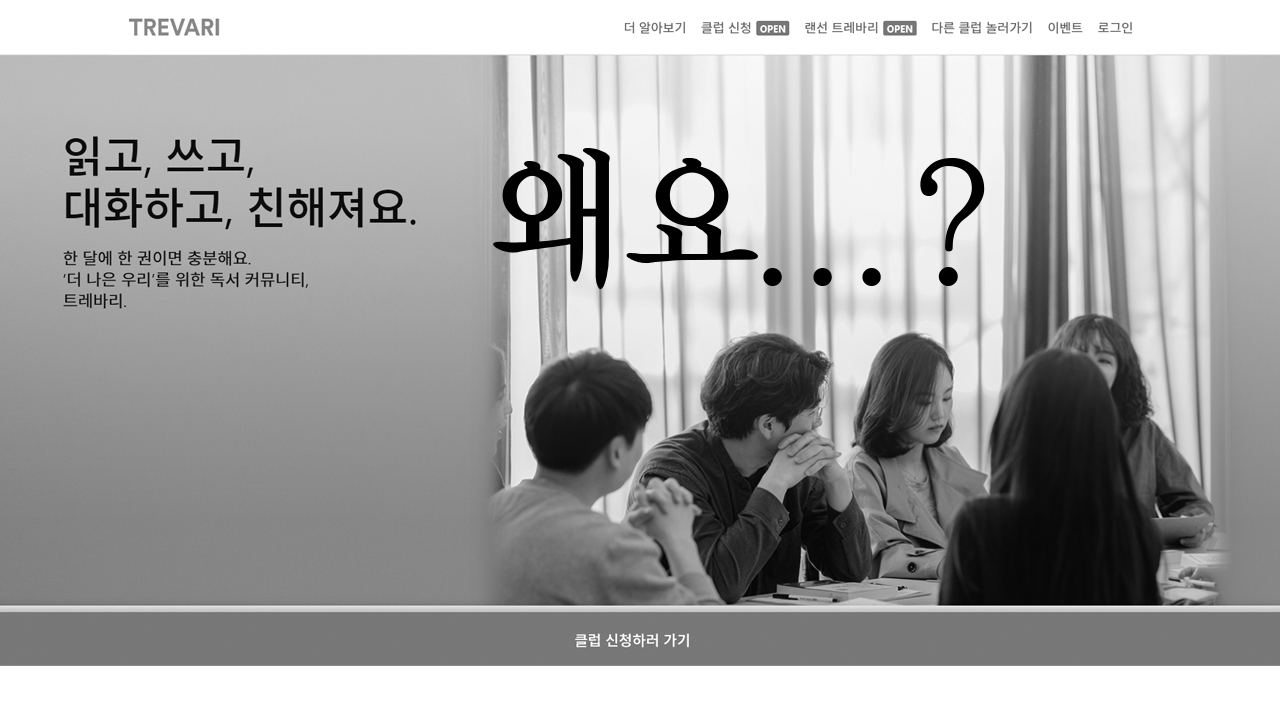 TREVARI
더 알아보기 클럽 신청 OPEN 랜선 트레바리 OPEN 다른 클럽 놀러가기 이벤트 로그인
읽고, 쓰고,
대화하고, 친해져요.
왜요...?
한 달에 한 권이면 충분해요.
'더 나은 우리'를 위한 독서 커뮤니티,
트레바리.
클럽 신청하러 가기